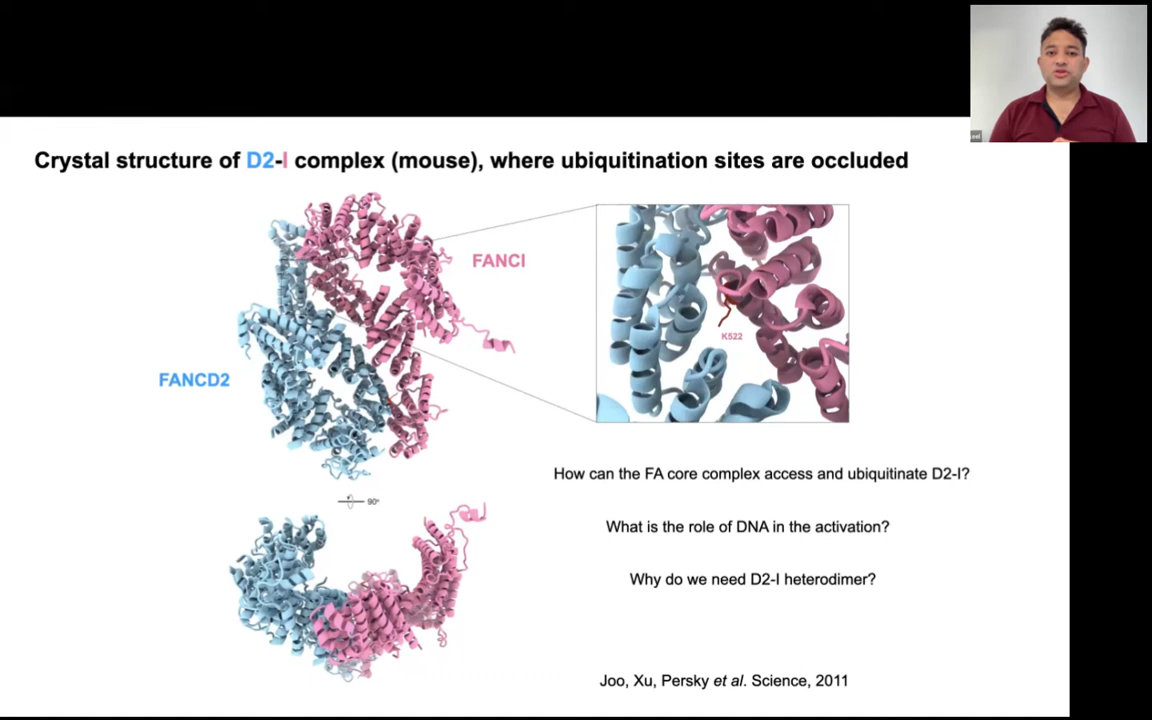 Crystal structure of D2-I complex (mouse), where ubiquitination sites are occluded
FANCI
FANCD2
K522
How can the FA core complex access and ubiquitinate D2-I?
90°
What is the role of DNA in the activation?
Why do we need D2-I heterodimer?
Joo, Xu, Persky et al. Science, 2011